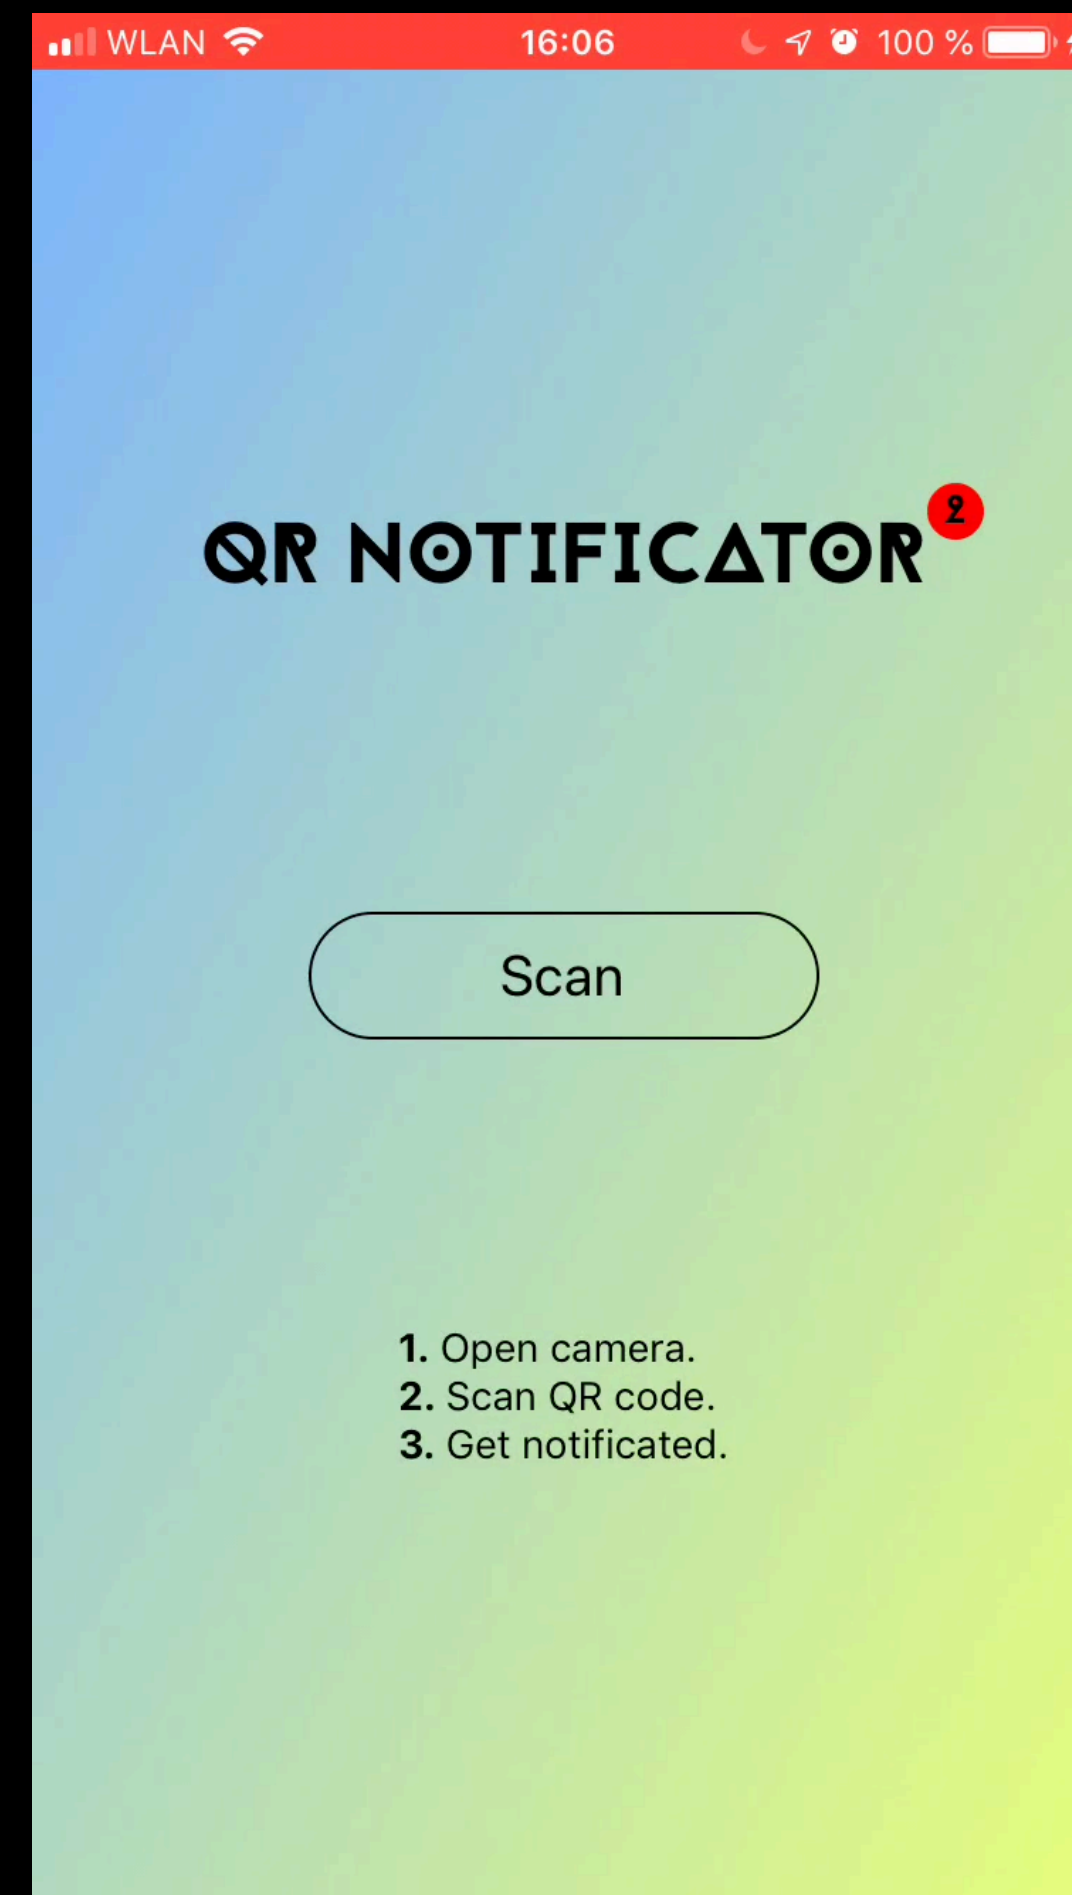 WLAN 16:06 100 %
QR NOTIFICATOR 2
Scan
1. Open camera.
2. Scan QR code.
3. Get notificated.